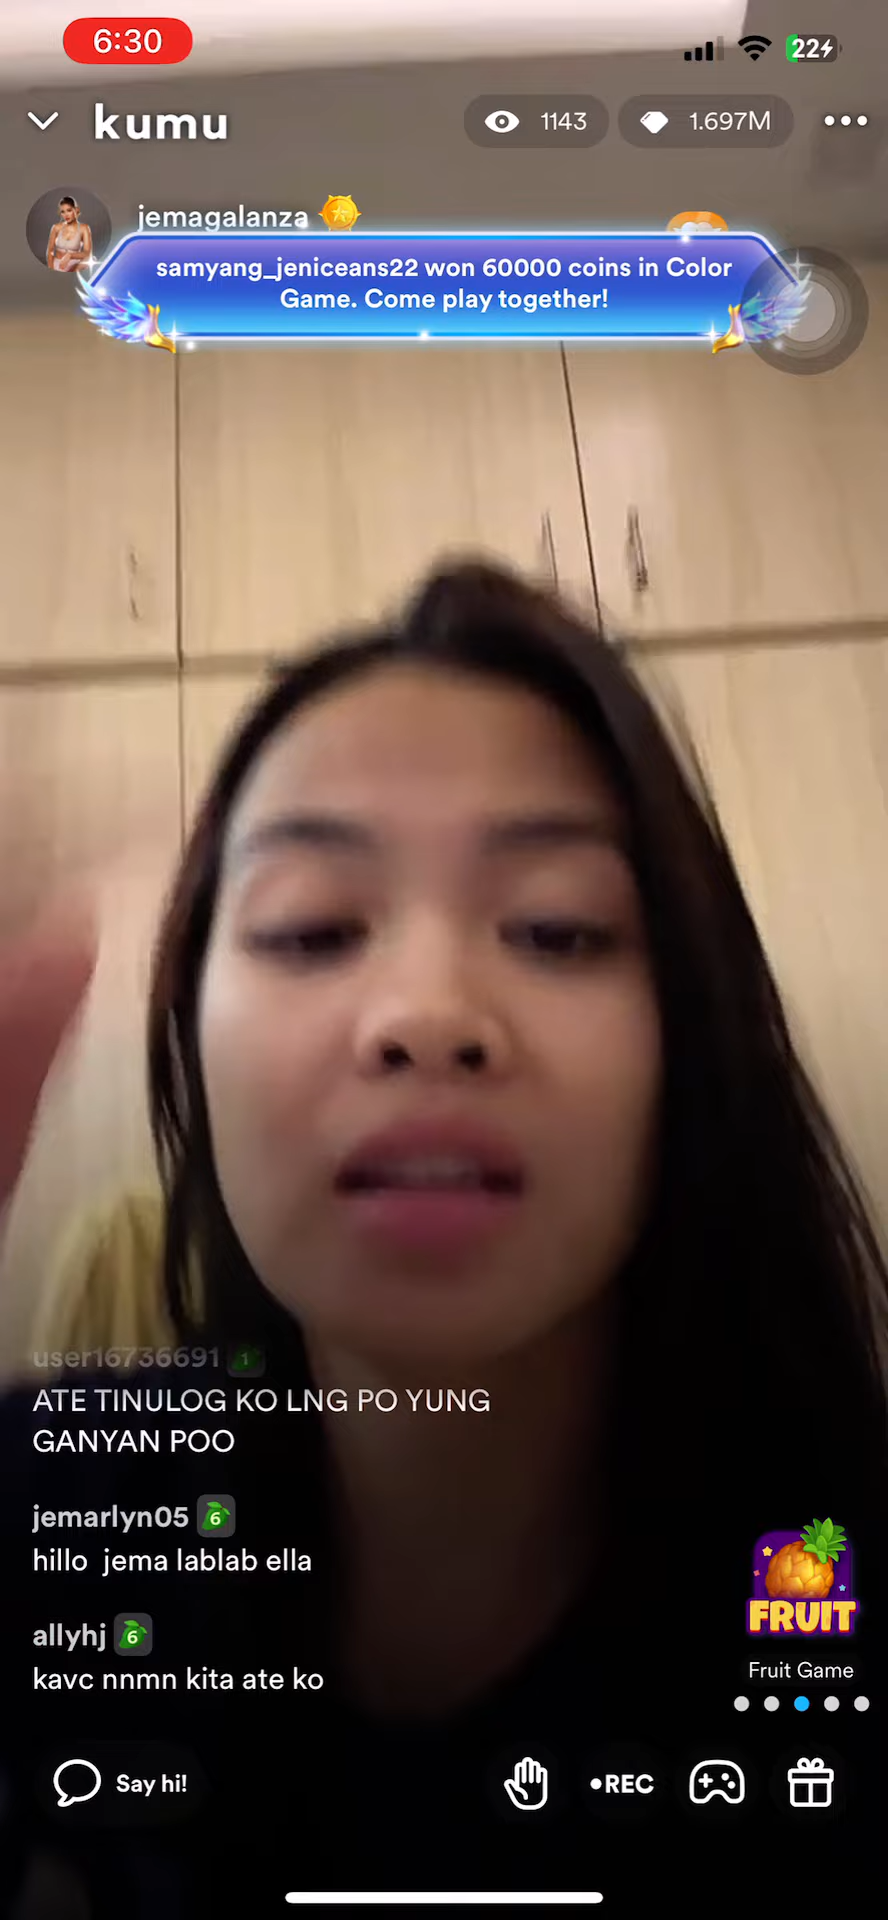 6:30
22
kumu
1143
1.697M
jemagalanza
samyang_jeniceans22 won 60000 coins in Color
Game. Come play together!
user16736691 1
ATE TINULOG KO LNG PO YUNG
GANYAN POO
jemarlyn05 6
hillo jema lablab ella
allyhj 6
kavc nnmn kita ate ko
FRUIT
Fruit Game
Say hi!
•REC